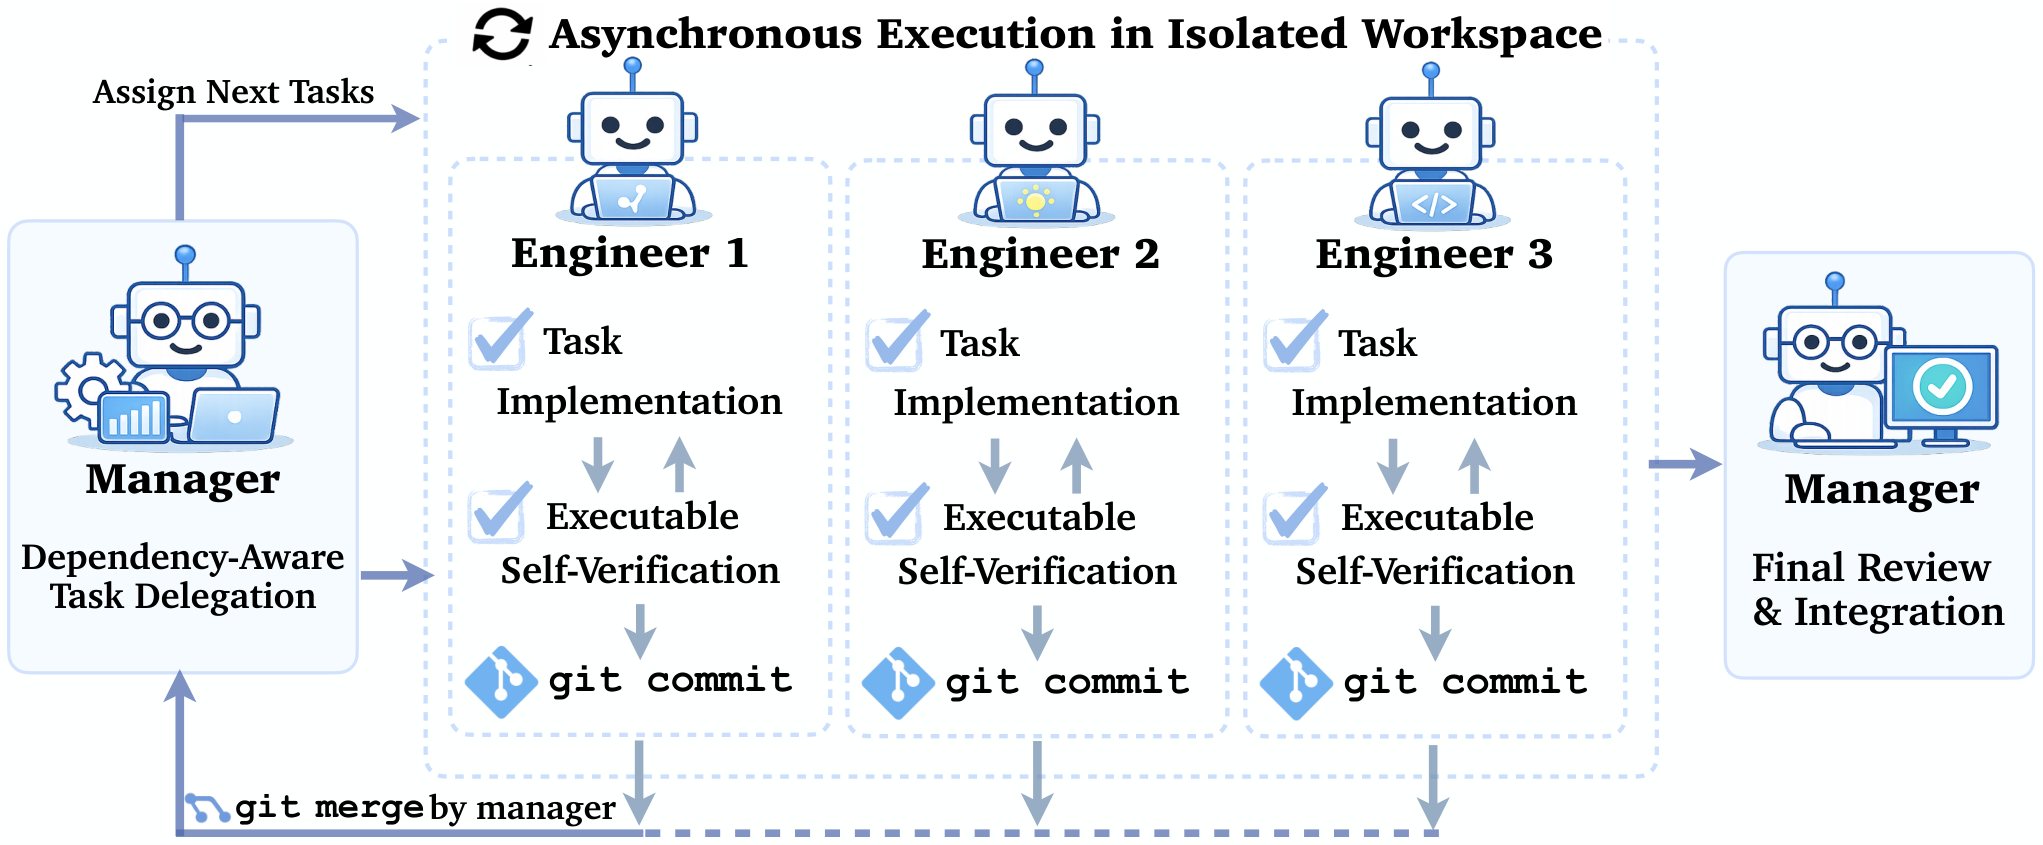 Asynchronous Execution in Isolated Workspace
Assign Next Tasks
Manager
Dependency-Aware
Task Delegation
Engineer 1
Task
Implementation
Executable
Self-Verification
git commit
Engineer 2
Task
Implementation
Executable
Self-Verification
git commit
Engineer 3
</>
Task
Implementation
Executable
Self-Verification
git commit
git merge by manager
Manager
Final Review
& Integration